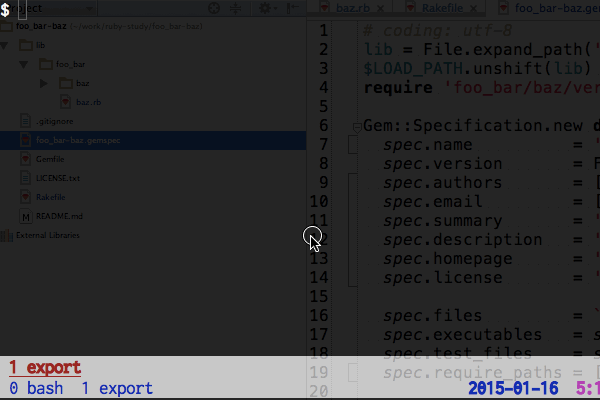 $
oject
baz.rb × Rakefile × foo_bar-baz.gem
foo_bar-baz (~/work/ruby-study/foo_bar-baz)
lib
foo_bar
baz
baz.rb
.gitignore
foo_bar-baz.gemspec
Gemfile
LICENSE.txt
Rakefile
README.md
External Libraries
1 # coding: utf-8
2 lib = File.expand_path('
3 $LOAD_PATH.unshift(lib)
4 require 'foo_bar/baz/ver
5
6 Gem::Specification.new d
7 spec.name = '
8 spec.version = F
9 spec.authors = [
10 spec.email = [
11 spec.summary = '
12 spec.description = '
13 spec.homepage = '
14 spec.license = '
15
16 spec.files = `
17 spec.executables = s
18 spec.test_files = s
19 spec.require_paths = [
20
1 export
0 bash 1 export 2015-01-16 5:1